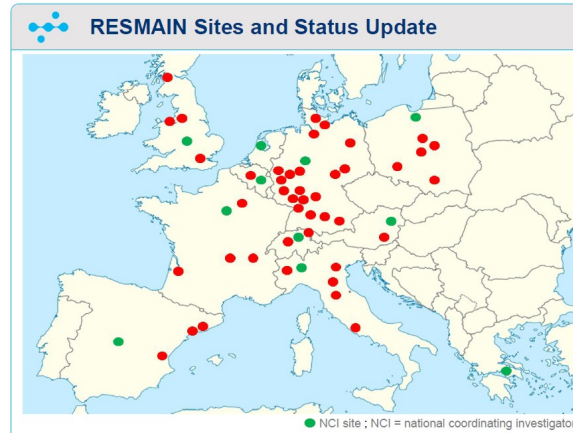 RESMAIN Sites and Status Update
NCI site ; NCI = national coordinating investigator